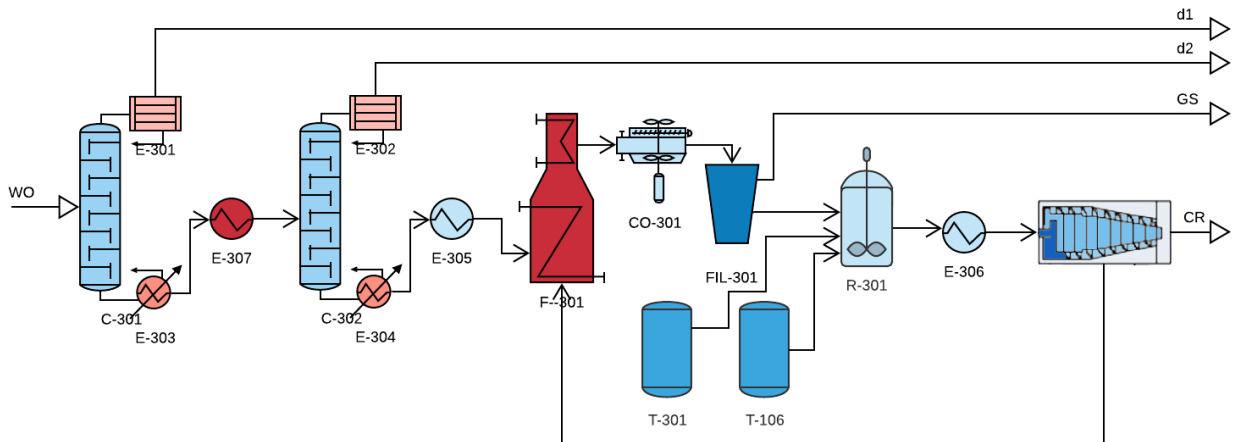 d1
d2
GS
E-301
E-302
WO
CO-301
CR
E-307
E-305
FIL-301
E-306
R-301
F--301
C-301
E-303
C-302
E-304
T-301
T-106